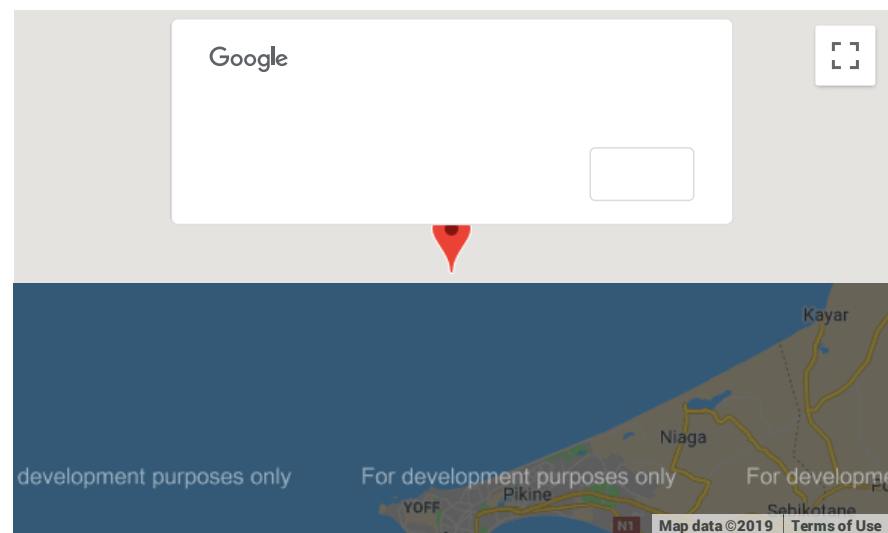 Google
Kayar
Niaga
development purposes only
For development purposes only
For developme
Pikine
YOFF
Sebikotane
N1
Map data ©2019
Terms of Use